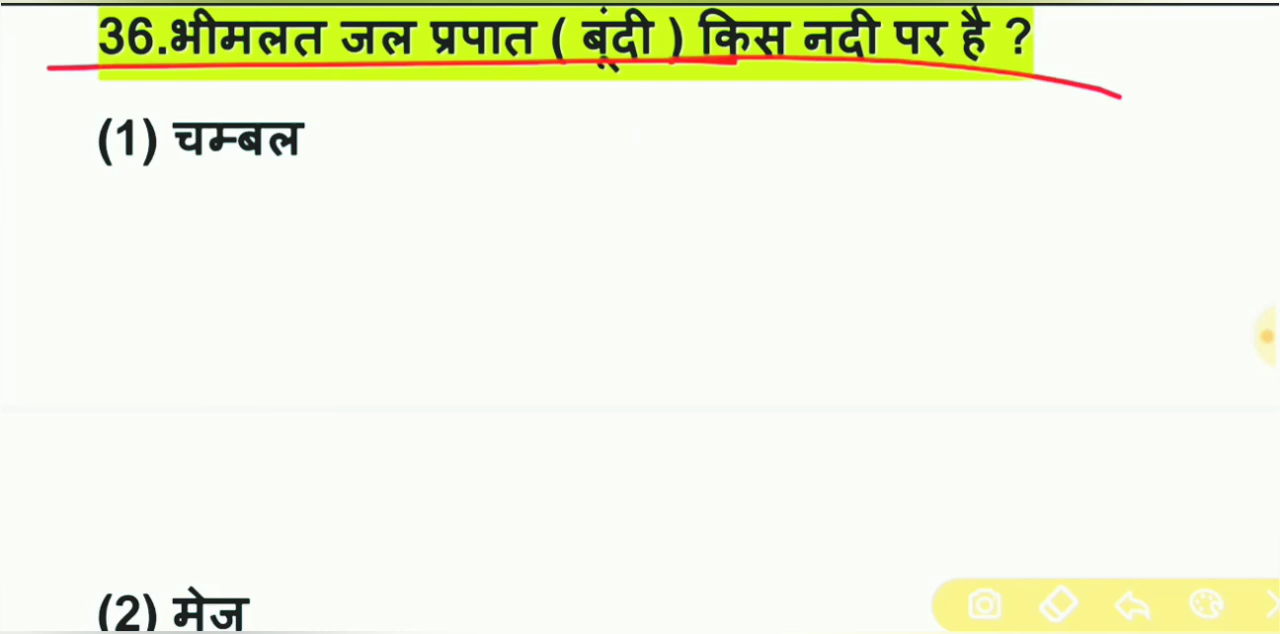 36.भीमलत जल प्रपात ( बूंदी ) किस नदी पर है ?
(1) चम्बल
(2) मेज